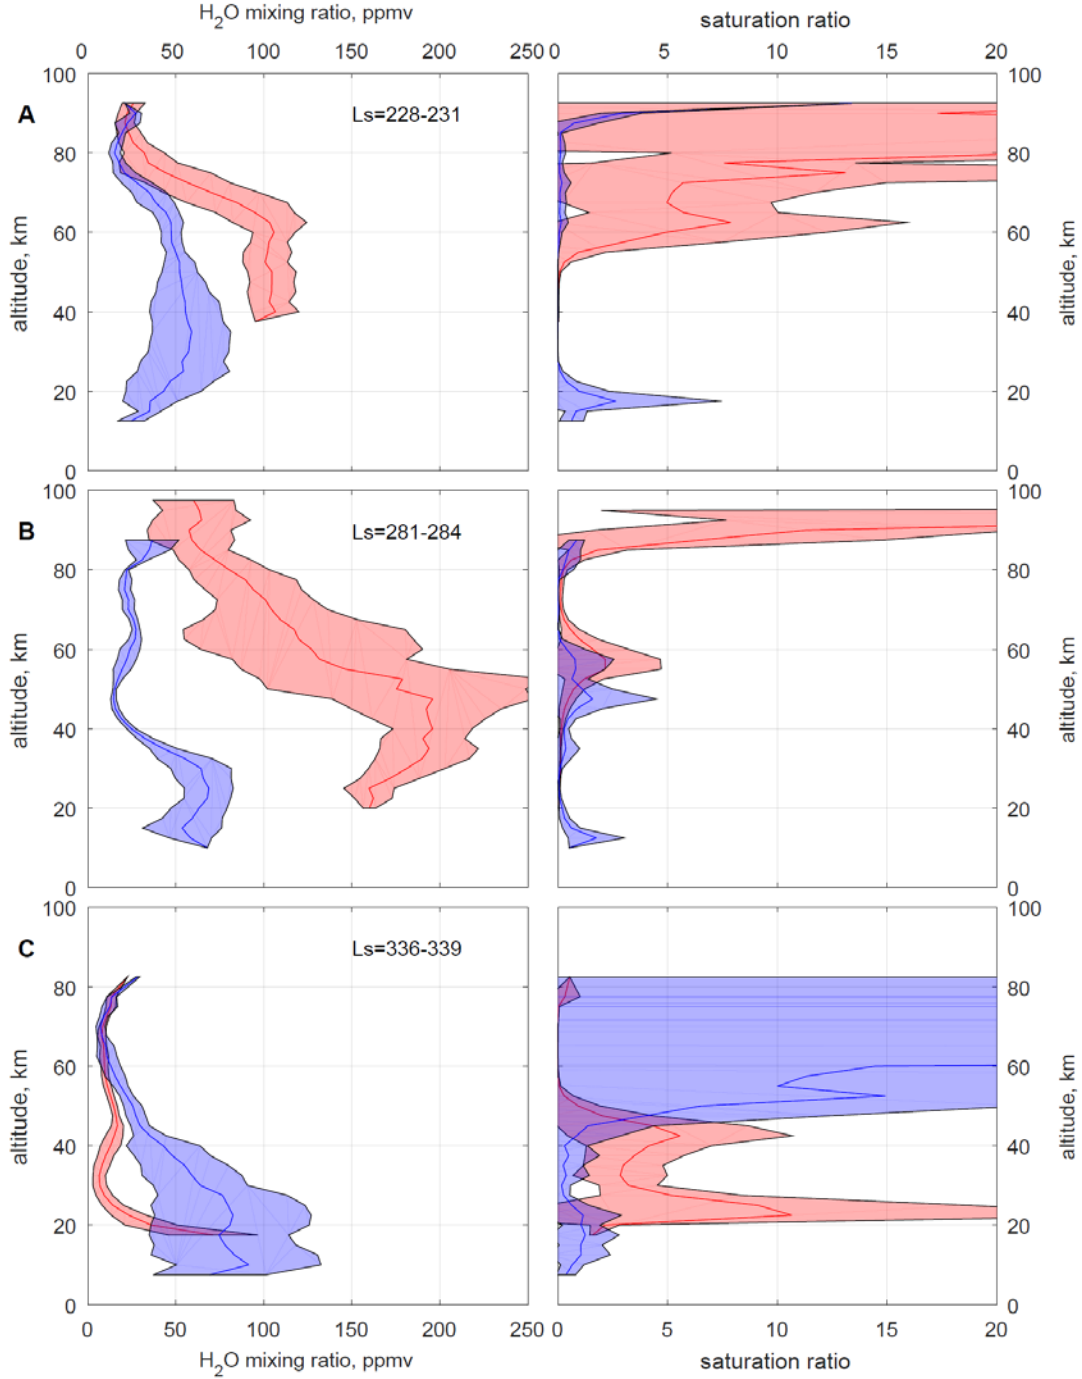 H2O mixing ratio, ppmv
saturation ratio
0 50 100 150 200 250
0 5 10 15 20
A
Ls=228-231
altitude, km
100
80
60
40
20
0
altitude, km
100
80
60
40
20
0
B
Ls=281-284
altitude, km
100
80
60
40
20
0
altitude, km
100
80
60
40
20
0
C
Ls=336-339
altitude, km
100
80
60
40
20
0
altitude, km
100
80
60
40
20
0
0 50 100 150 200 250
0 5 10 15 20
H2O mixing ratio, ppmv
saturation ratio